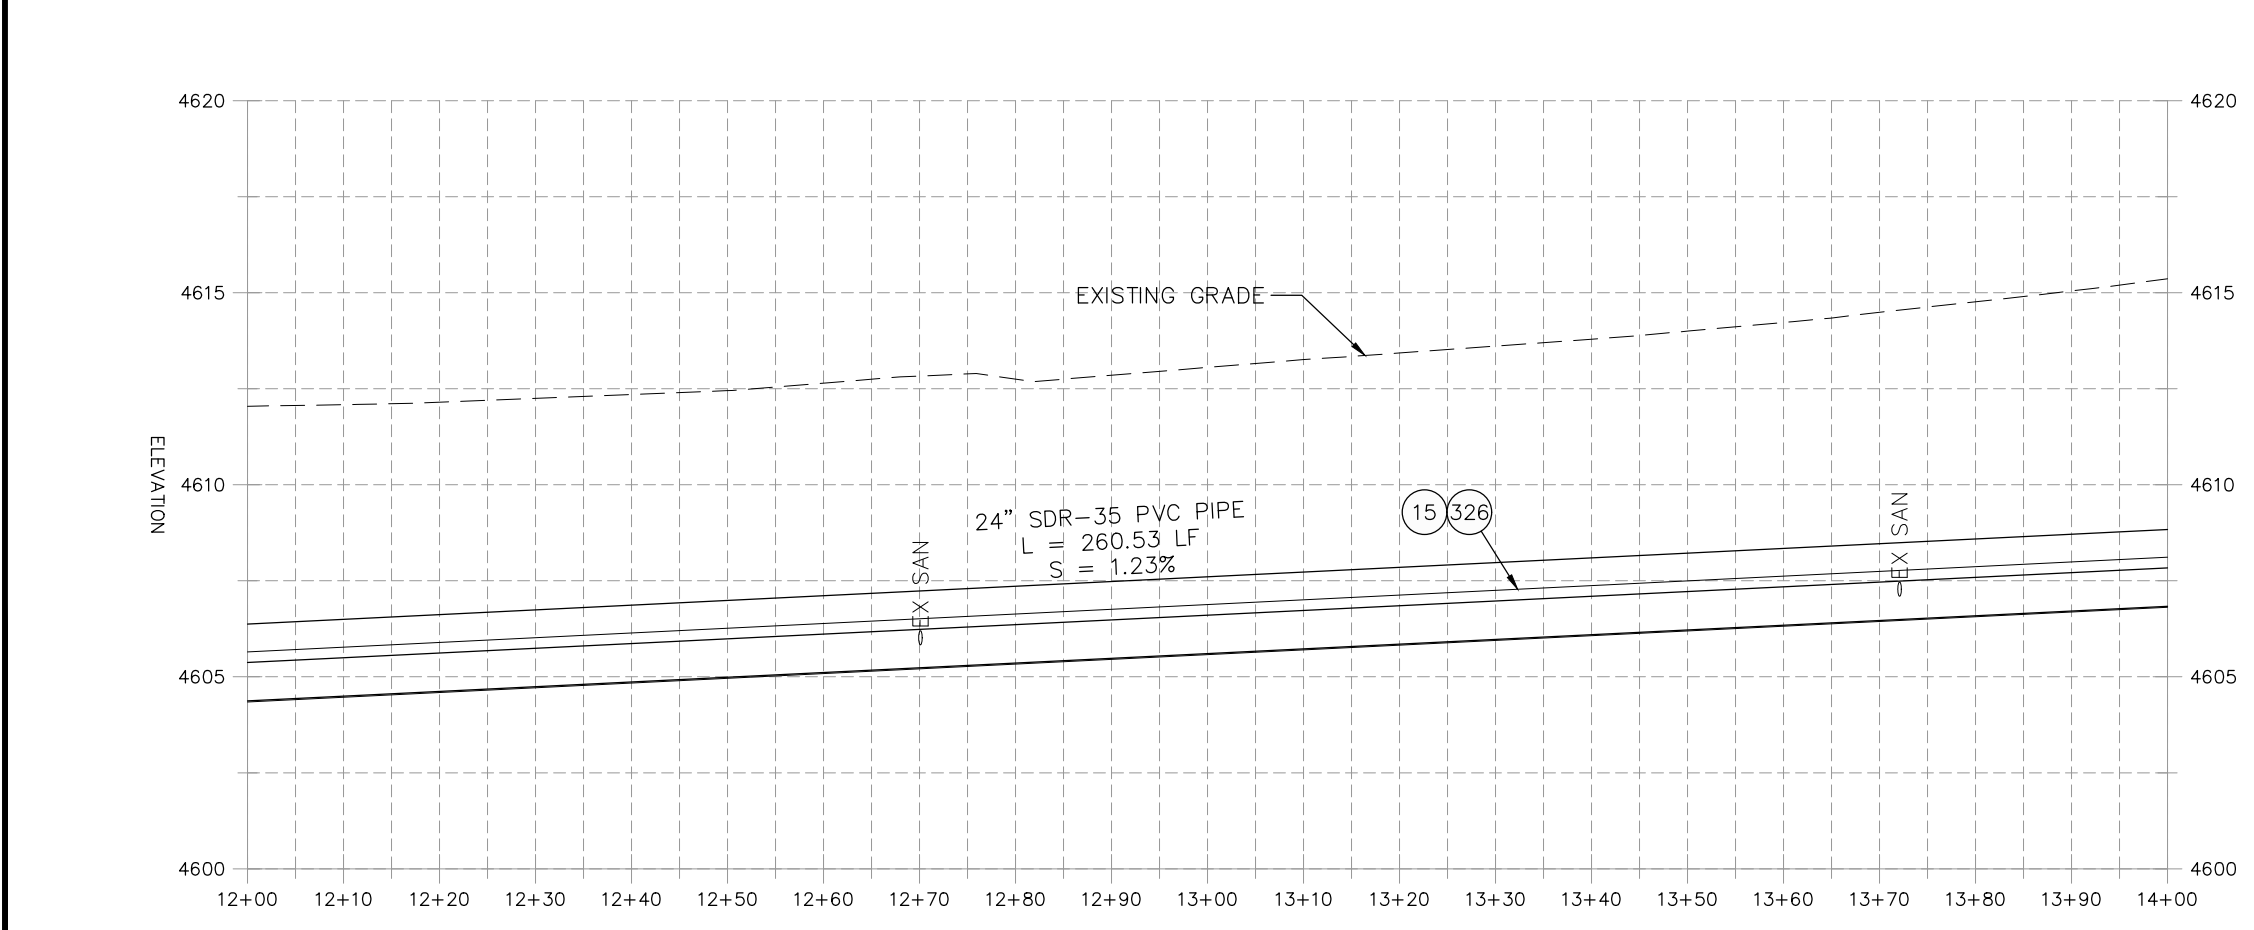 4620
4620
4615
EXISTING GRADE
4615
ELEVATION
4610
4610
24" SDR-35 PVC PIPE
L = 260.53 LF
S = 1.23%
15
326
EX SAN
EX SAN
4605
4605
4600
4600
12+00 12+10 12+20 12+30 12+40 12+50 12+60 12+70 12+80 12+90 13+00 13+10 13+20 13+30 13+40 13+50 13+60 13+70 13+80 13+90 14+00